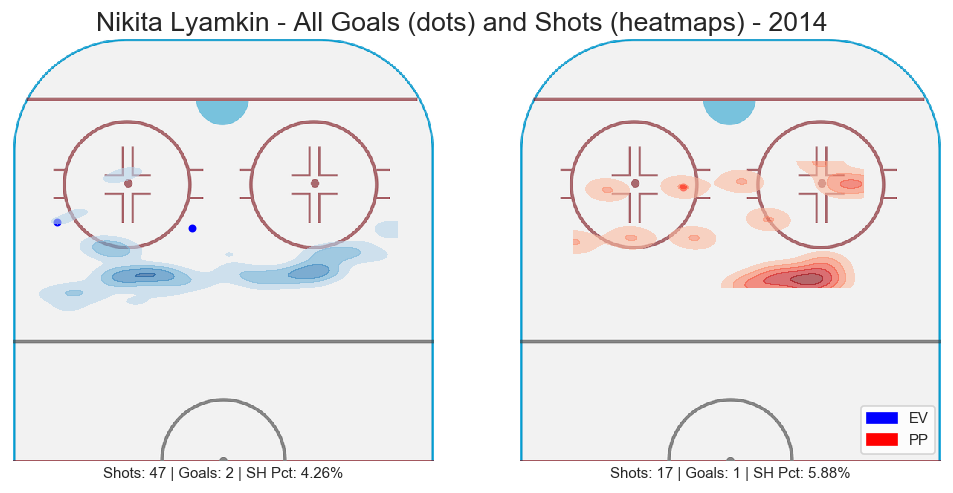 Nikita Lyamkin - All Goals (dots) and Shots (heatmaps) - 2014
EV
PP
Shots: 47 | Goals: 2 | SH Pct: 4.26%
Shots: 17 | Goals: 1 | SH Pct: 5.88%